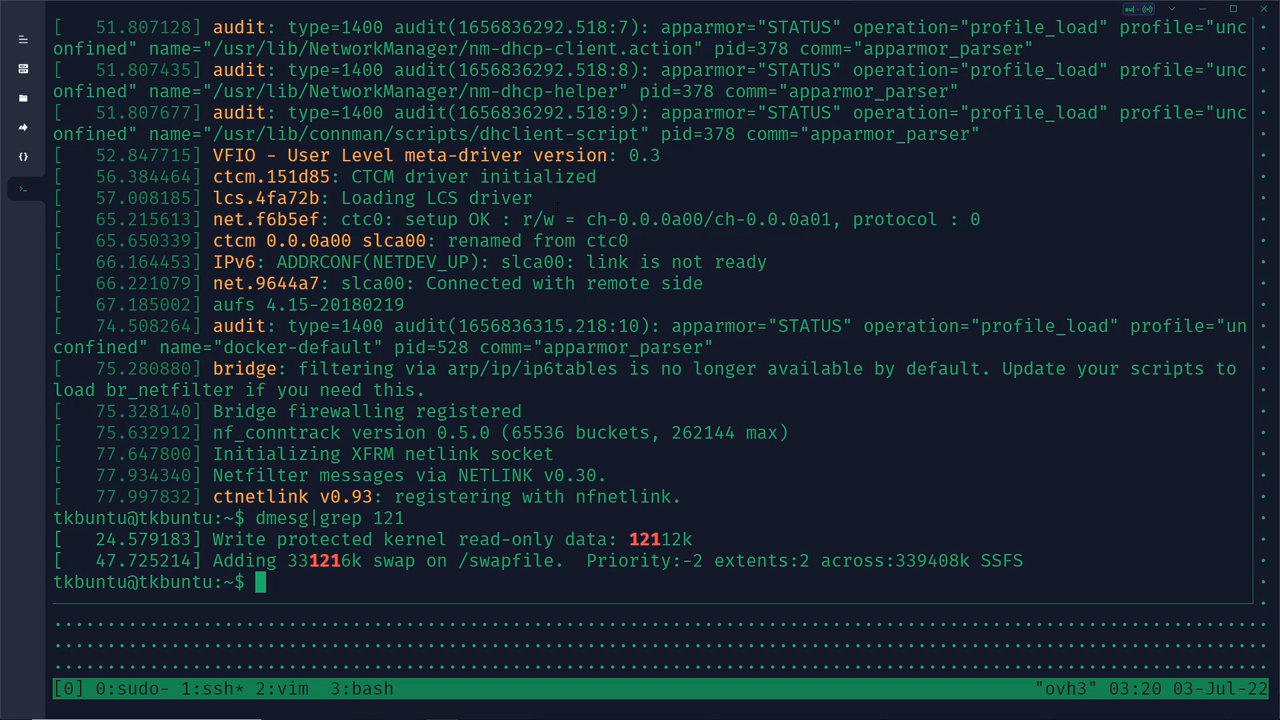 [   51.807128] audit: type=1400 audit(1656836292.518:7): apparmor="STATUS" operation="profile_load" profile="unc
onfined" name="/usr/lib/NetworkManager/nm-dhcp-client.action" pid=378 comm="apparmor_parser"
[   51.807435] audit: type=1400 audit(1656836292.518:8): apparmor="STATUS" operation="profile_load" profile="unc
onfined" name="/usr/lib/NetworkManager/nm-dhcp-helper" pid=378 comm="apparmor_parser"
[   51.807677] audit: type=1400 audit(1656836292.518:9): apparmor="STATUS" operation="profile_load" profile="unc
onfined" name="/usr/lib/connman/scripts/dhclient-script" pid=378 comm="apparmor_parser"
[   52.847715] VFIO - User Level meta-driver version: 0.3
[   56.384464] ctcm.151d85: CTCM driver initialized
[   57.008185] lcs.4fa72b: Loading LCS driver
[   65.215613] net.f6b5ef: ctc0: setup OK : r/w = ch-0.0.0a00/ch-0.0.0a01, protocol : 0
[   65.650339] ctcm 0.0.0a00 slca00: renamed from ctc0
[   66.164453] IPv6: ADDRCONF(NETDEV_UP): slca00: link is not ready
[   66.221079] net.9644a7: slca00: Connected with remote side
[   67.185002] aufs 4.15-20180219
[   74.508264] audit: type=1400 audit(1656836315.218:10): apparmor="STATUS" operation="profile_load" profile="un
confined" name="docker-default" pid=528 comm="apparmor_parser"
[   75.280880] bridge: filtering via arp/ip/ip6tables is no longer available by default. Update your scripts to
load br_netfilter if you need this.
[   75.328140] Bridge firewalling registered
[   75.632912] nf_conntrack version 0.5.0 (65536 buckets, 262144 max)
[   77.647800] Initializing XFRM netlink socket
[   77.934340] Netfilter messages via NETLINK v0.30.
[   77.997832] ctnetlink v0.93: registering with nfnetlink.
tkbuntu@tkbuntu:~$ dmesg|grep 121
[   24.579183] Write protected kernel read-only data: 12112k
[   47.725214] Adding 331216k swap on /swapfile.  Priority:-2 extents:2 across:339408k SSFS
tkbuntu@tkbuntu:~$
[0] 0:sudo- 1:ssh* 2:vim  3:bash "ovh3" 03:20 03-Jul-22